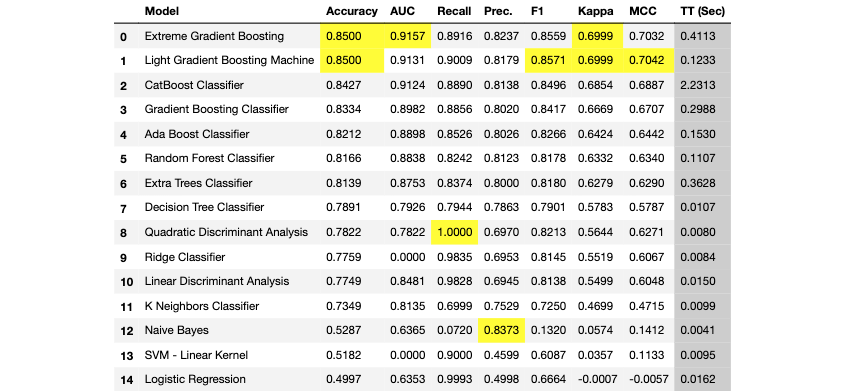 Model Accuracy AUC Recall Prec. F1 Kappa MCC TT (Sec)
0 Extreme Gradient Boosting 0.8500 0.9157 0.8916 0.8237 0.8559 0.6999 0.7032 0.4113
1 Light Gradient Boosting Machine 0.8500 0.9131 0.9009 0.8179 0.8571 0.6999 0.7042 0.1233
2 CatBoost Classifier 0.8427 0.9124 0.8890 0.8138 0.8496 0.6854 0.6887 2.2313
3 Gradient Boosting Classifier 0.8334 0.8982 0.8856 0.8020 0.8417 0.6669 0.6707 0.2988
4 Ada Boost Classifier 0.8212 0.8898 0.8526 0.8026 0.8266 0.6424 0.6442 0.1530
5 Random Forest Classifier 0.8166 0.8838 0.8242 0.8123 0.8178 0.6332 0.6340 0.1107
6 Extra Trees Classifier 0.8139 0.8753 0.8374 0.8000 0.8180 0.6279 0.6290 0.3628
7 Decision Tree Classifier 0.7891 0.7926 0.7944 0.7863 0.7901 0.5783 0.5787 0.0107
8 Quadratic Discriminant Analysis 0.7822 0.7822 1.0000 0.6970 0.8213 0.5644 0.6271 0.0080
9 Ridge Classifier 0.7759 0.0000 0.9835 0.6953 0.8145 0.5519 0.6067 0.0084
10 Linear Discriminant Analysis 0.7749 0.8481 0.9828 0.6945 0.8138 0.5499 0.6048 0.0150
11 K Neighbors Classifier 0.7349 0.8135 0.6999 0.7529 0.7250 0.4699 0.4715 0.0099
12 Naive Bayes 0.5287 0.6365 0.0720 0.8373 0.1320 0.0574 0.1412 0.0041
13 SVM - Linear Kernel 0.5182 0.0000 0.9000 0.4599 0.6087 0.0357 0.1133 0.0095
14 Logistic Regression 0.4997 0.6353 0.9993 0.4998 0.6664 -0.0007 -0.0057 0.0162